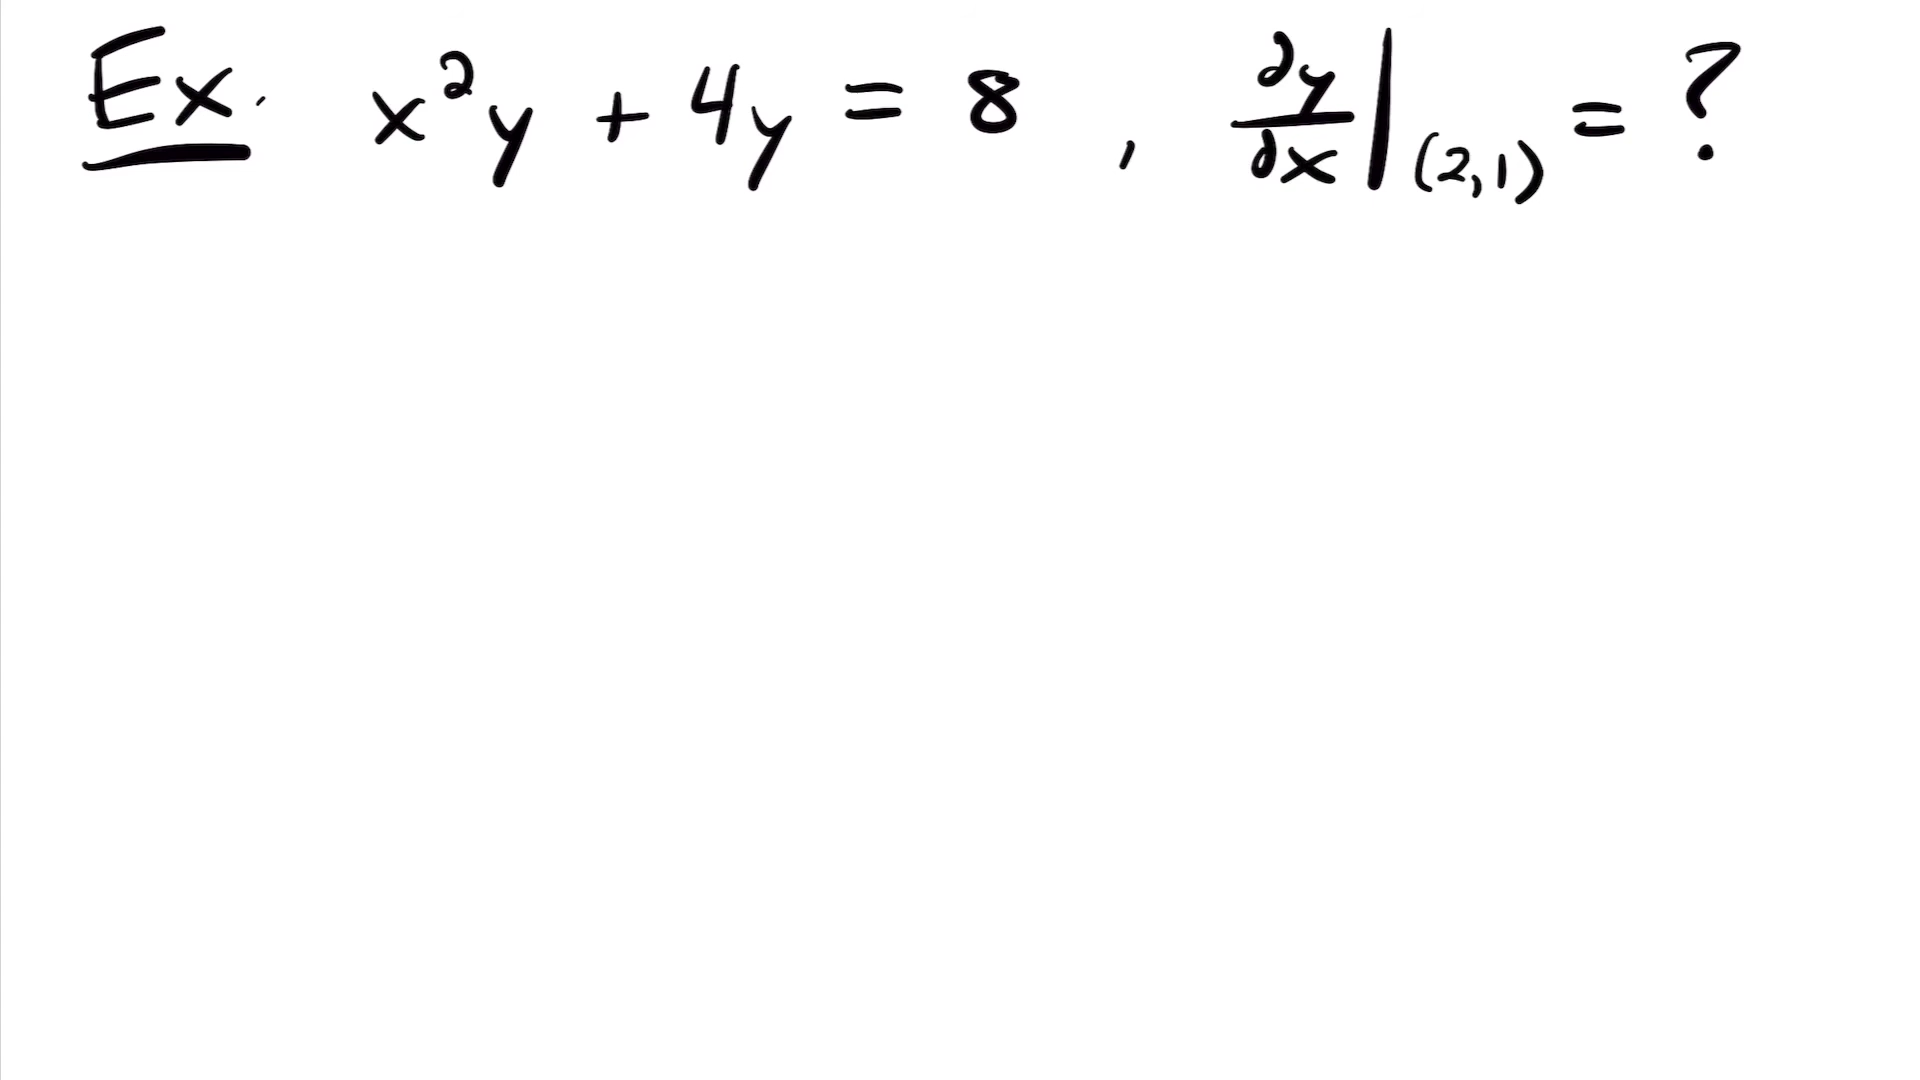 Ex. x²y + 4y = 8 , ∂y/∂x |(2,1) = ?